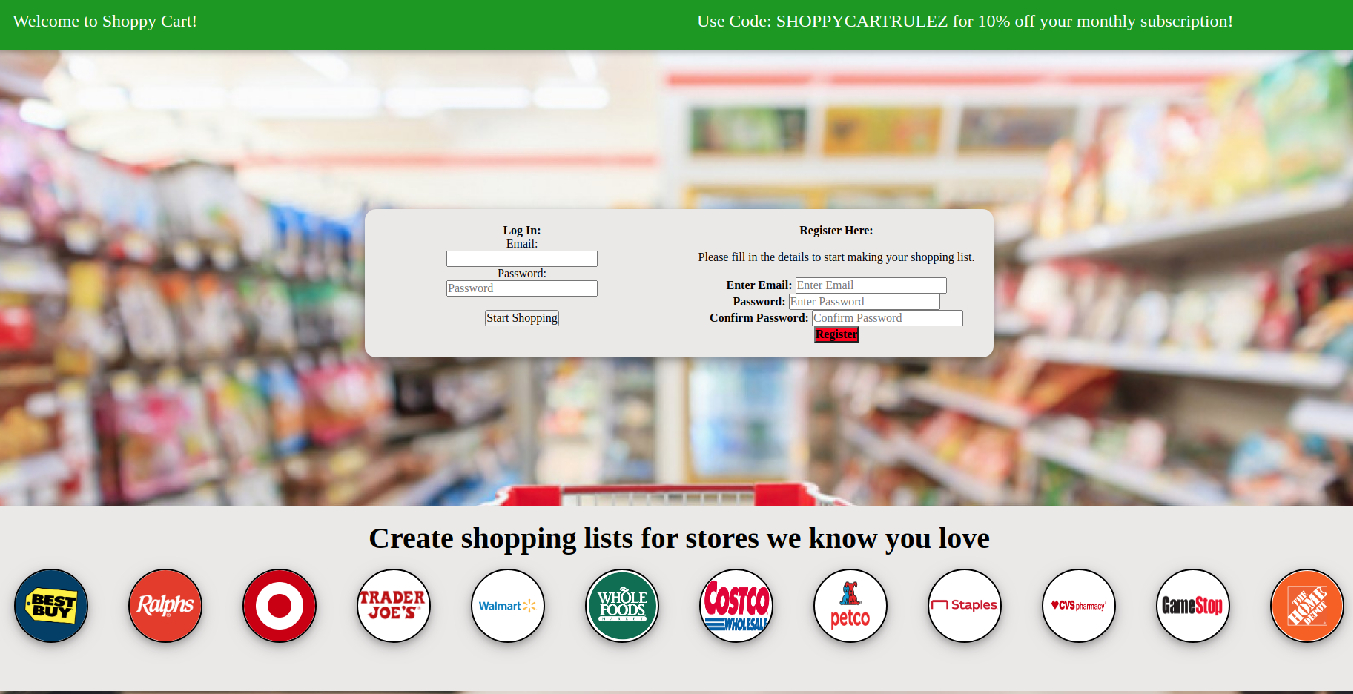 Welcome to Shoppy Cart!
Use Code: SHOPPYCARTRULEZ for 10% off your monthly subscription!
Log In:
Email:
Password:
Password
Start Shopping
Register Here:
Please fill in the details to start making your shopping list.
Enter Email: Enter Email
Password: Enter Password
Confirm Password: Confirm Password
Register
Create shopping lists for stores we know you love
BEST
BUY
Ralphs
TRADER
JOE'S
Walmart
WHOLE
FOODS
MARKET
COSTCO
WHOLESALE
petco
Staples
CVS pharmacy
GameStop
THE
HOME
DEPOT